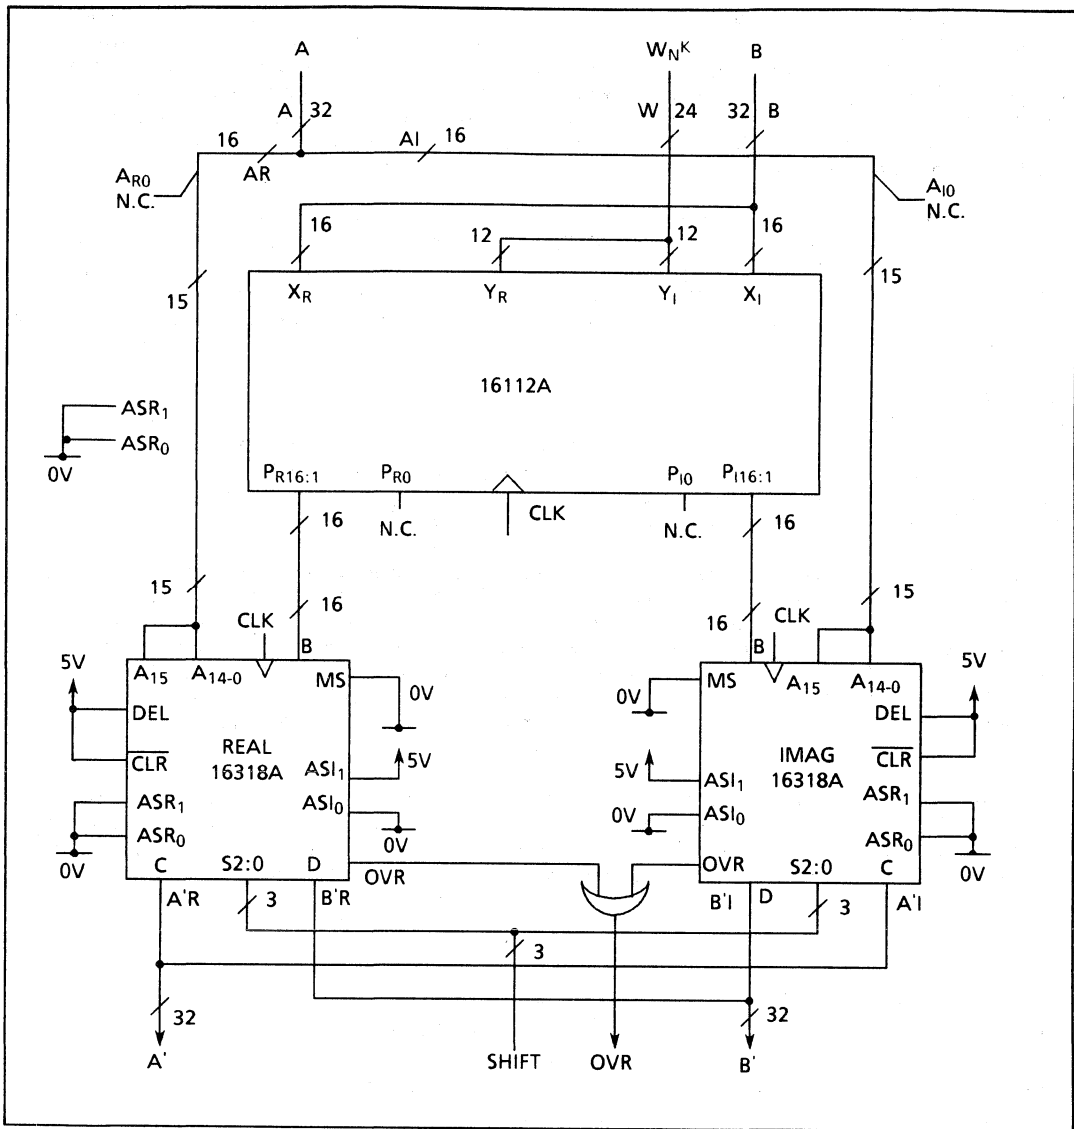 A W_N^K B
A 32 W 24 32 B
16 AI 16
AR
A_R0
N.C.
A_I0
N.C.
16 12 12 16
15 15
X_R Y_R Y_I X_I
16112A
ASR_1
ASR_0
0V
P_R16:1 P_R0 P_I0 P_I16:1
CLK
N.C. N.C.
16 16
15 16 15
CLK 16 CLK
B B
5V A_15 A_14-0 MS 0V
0V MS A_15 A_14-0 5V
DEL DEL
REAL
16318A
IMAG
16318A
CLR CLR
ASI_1 5V 5V ASI_1
ASR_1 ASR_1
ASI_0 0V ASI_0
ASR_0 0V ASR_0
0V 0V
C S2:0 D OVR OVR S2:0 C
A'R 3 B'R B'I D 3 A'I
3
32 32
A' SHIFT OVR B'